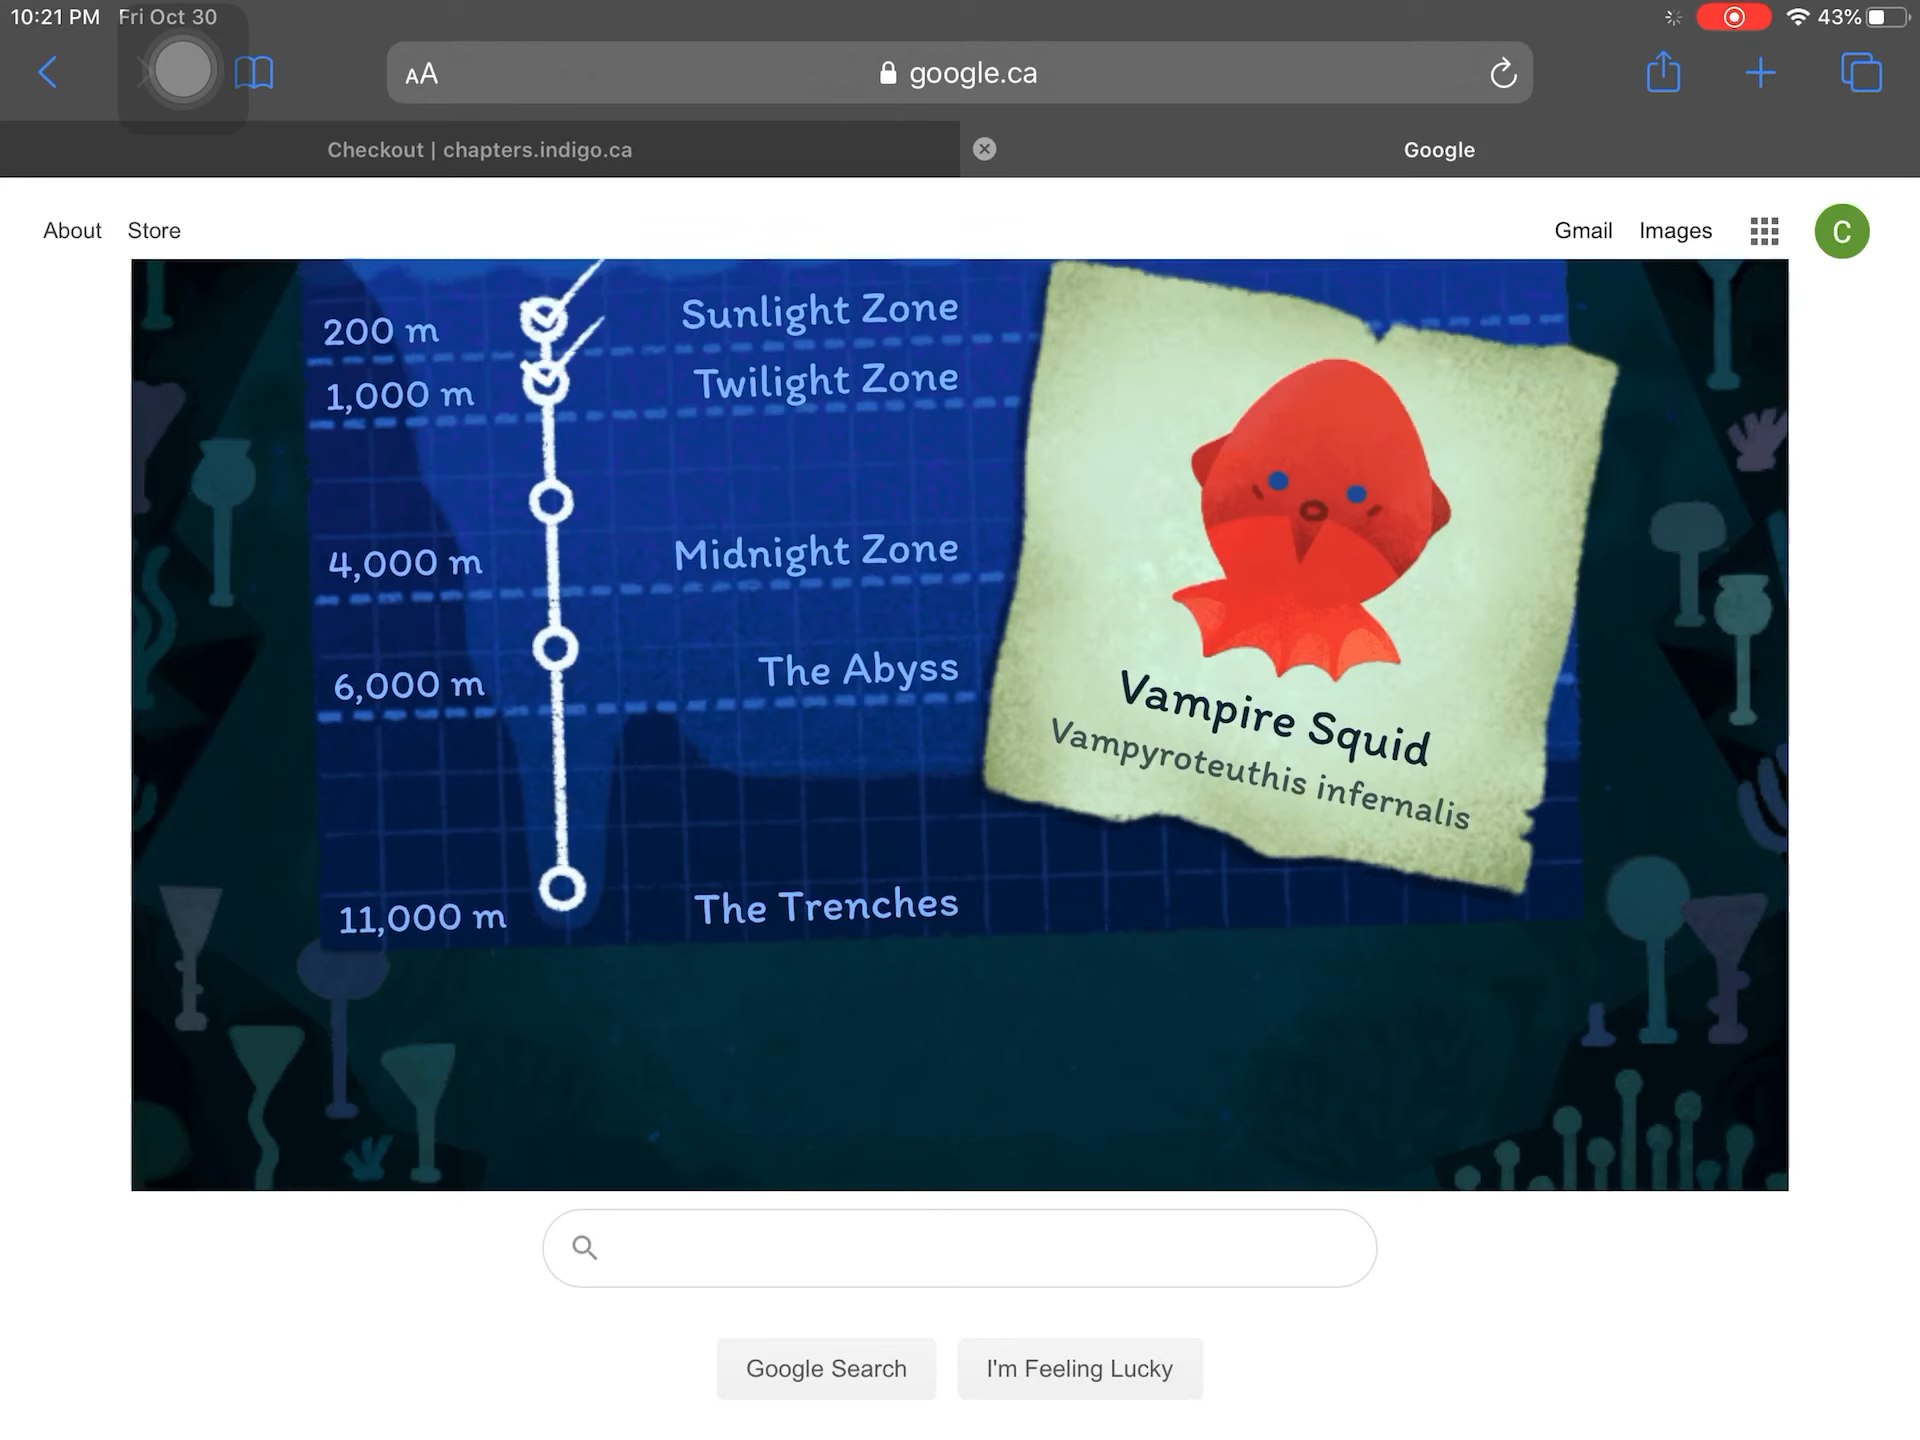 10:21 PM Fri Oct 30 43%
AA google.ca
Checkout | chapters.indigo.ca Google
About Store Gmail Images C
200 m Sunlight Zone
1,000 m Twilight Zone
4,000 m Midnight Zone
6,000 m The Abyss
11,000 m The Trenches
Vampire Squid
Vampyroteuthis infernalis
Google Search I'm Feeling Lucky